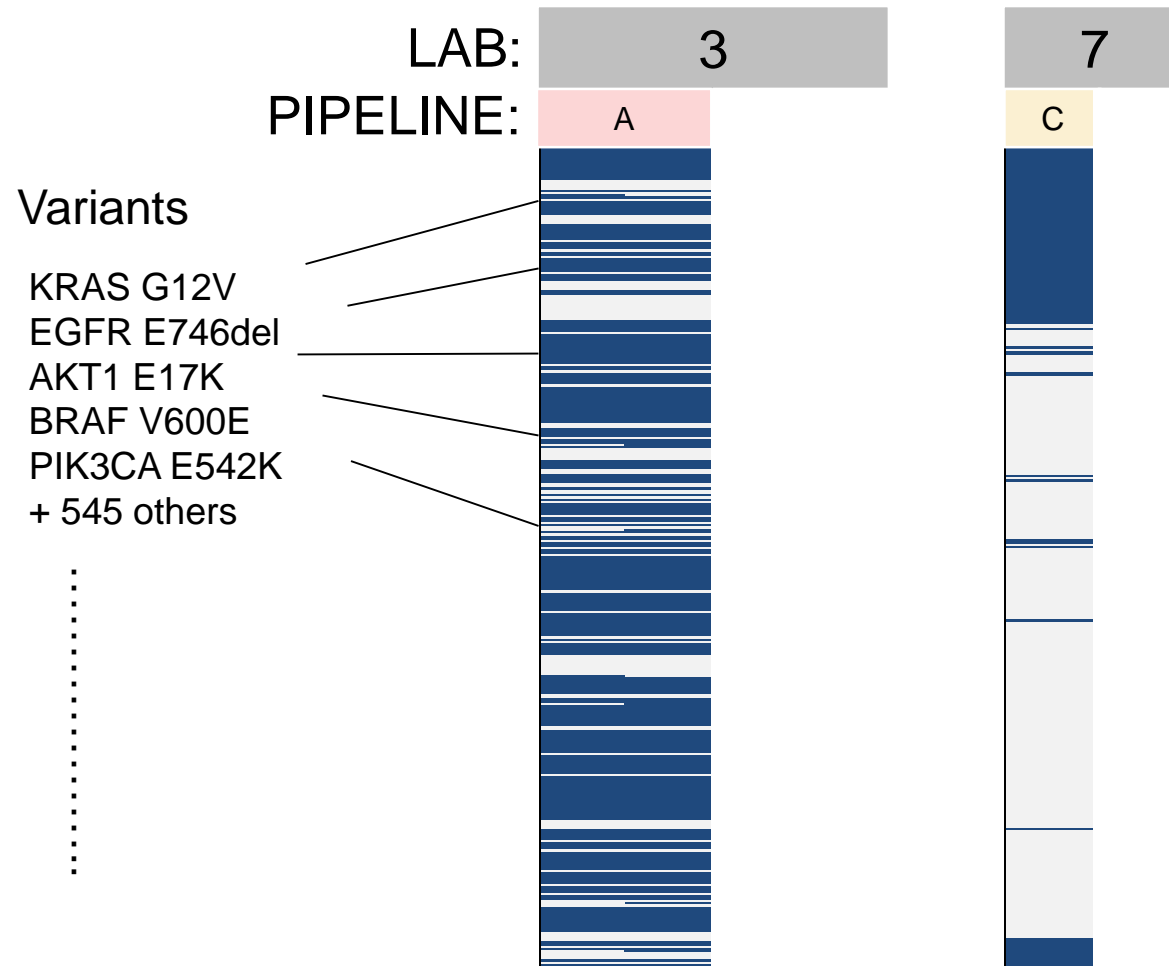 LAB: 3 7
PIPELINE: A C
Variants
KRAS G12V
EGFR E746del
AKT1 E17K
BRAF V600E
PIK3CA E542K
+ 545 others